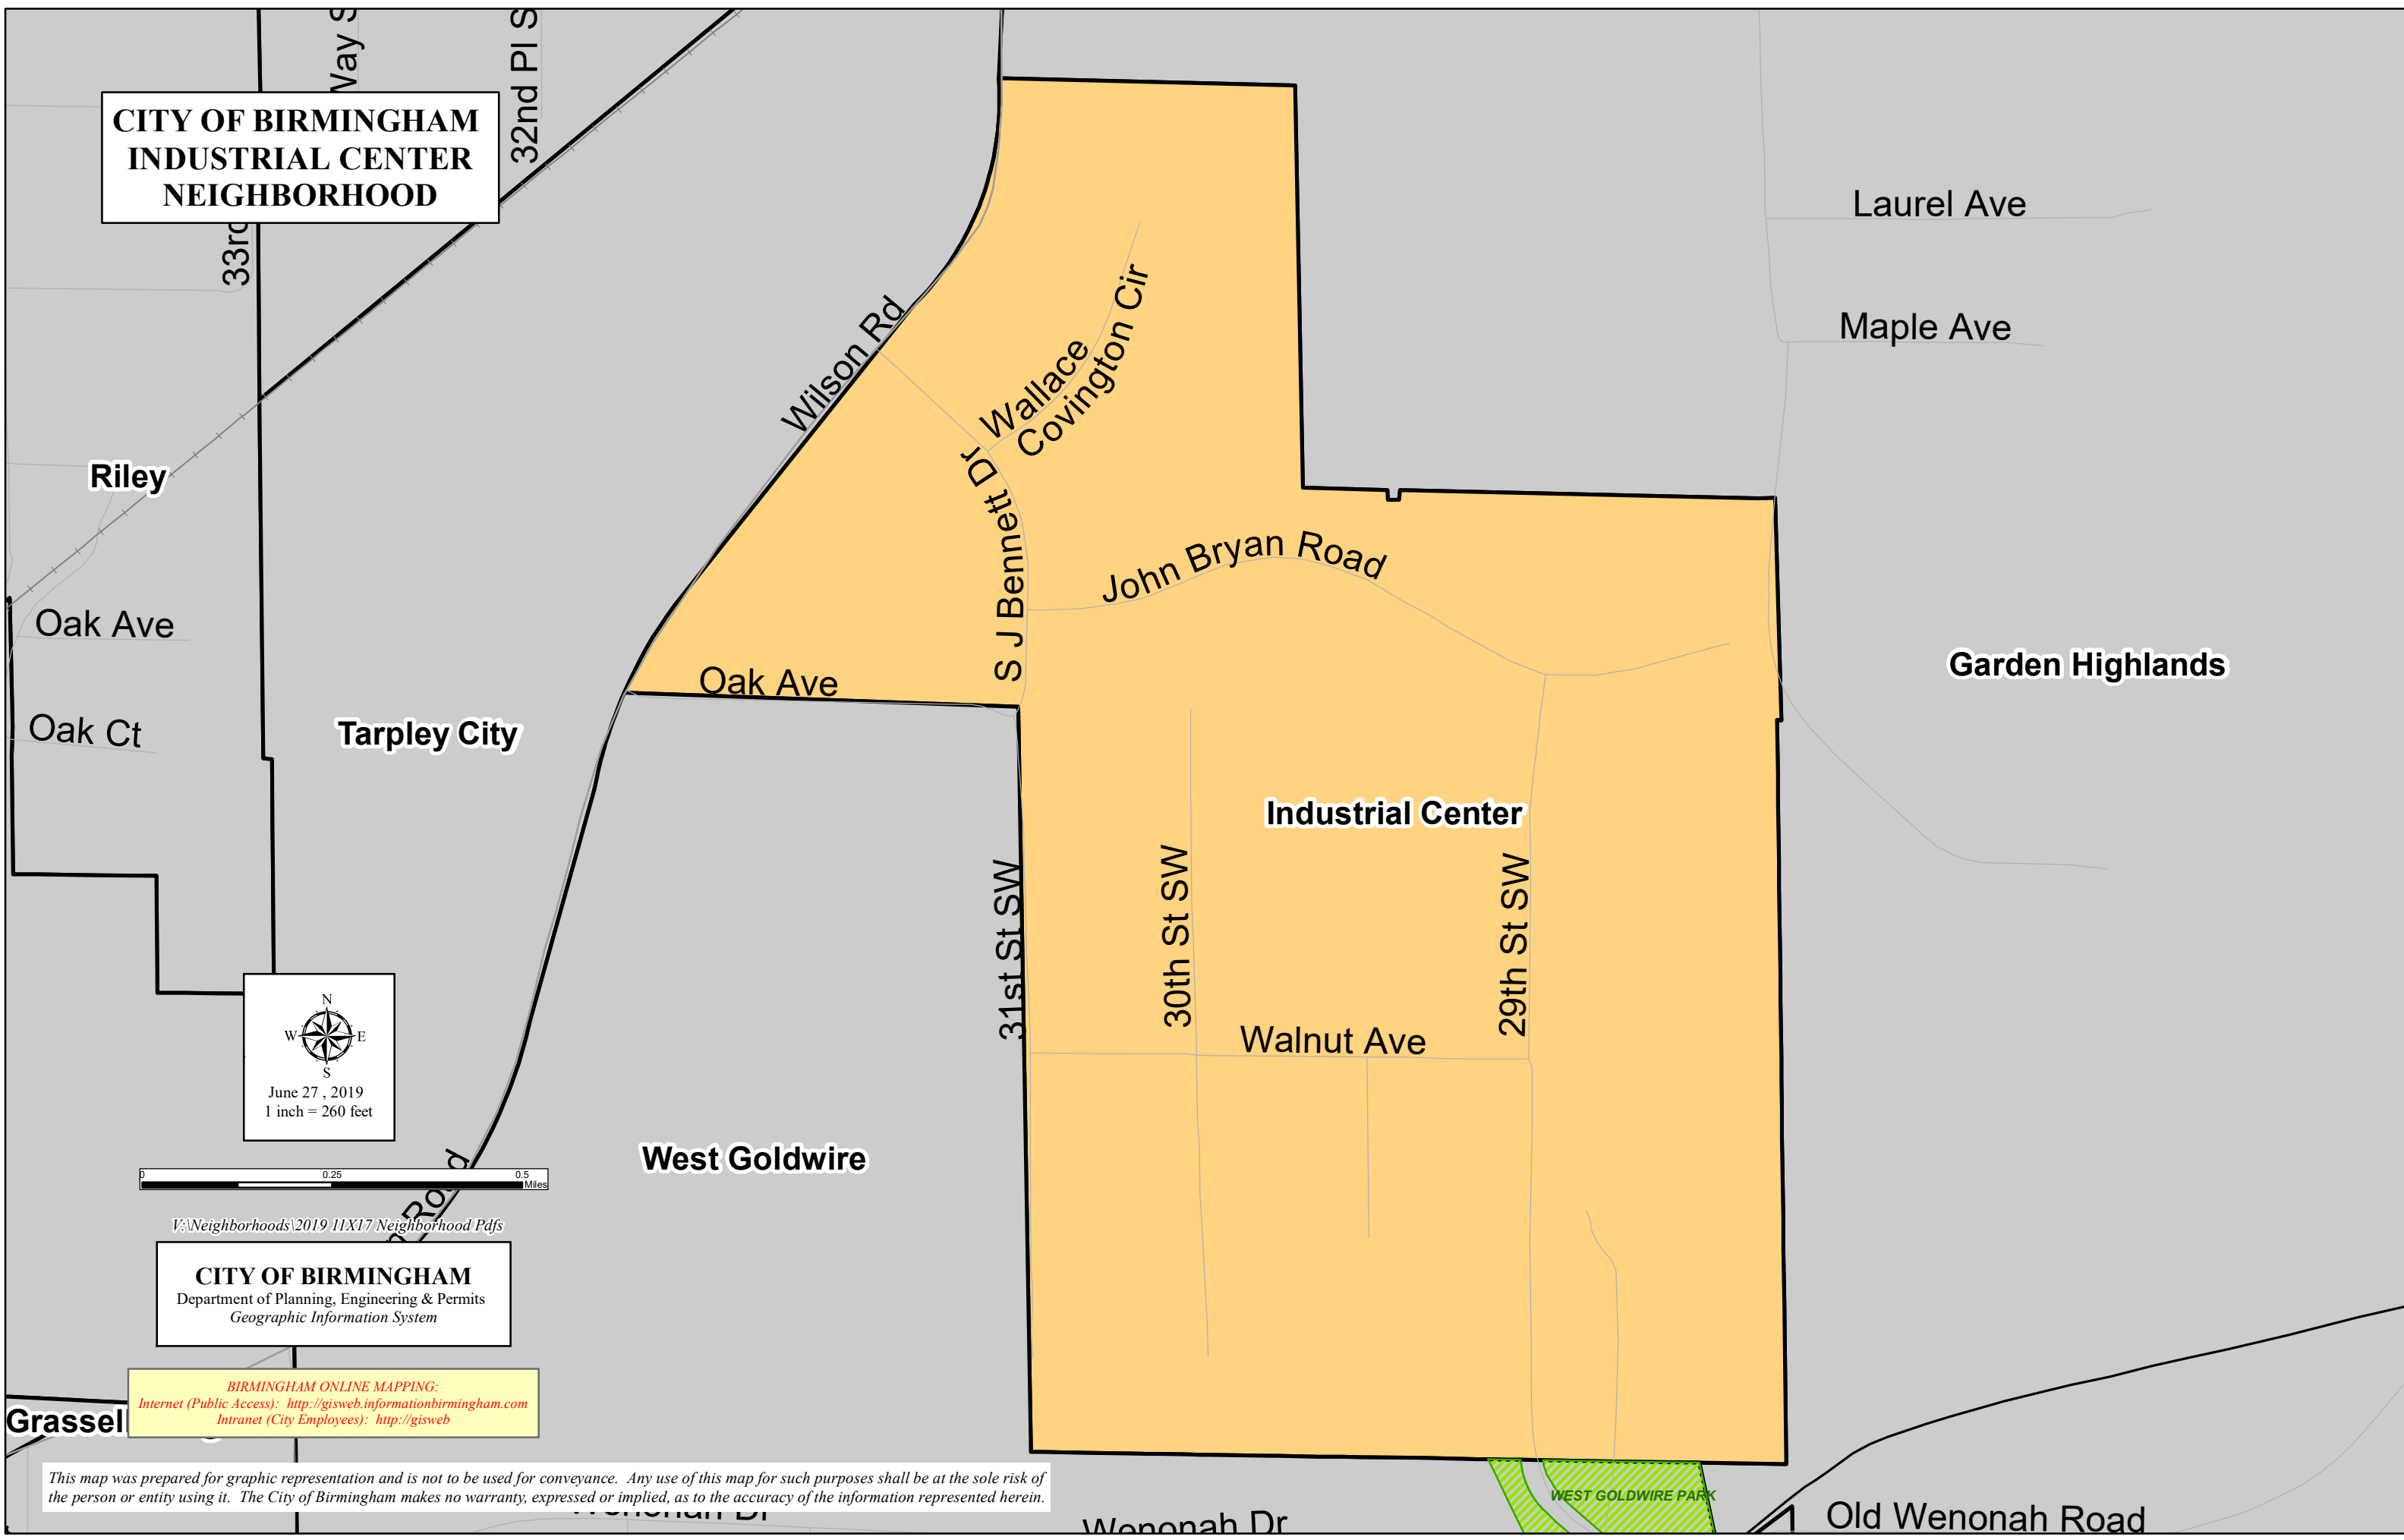 Way S
32nd Pl S
CITY OF BIRMINGHAM
INDUSTRIAL CENTER
NEIGHBORHOOD
33rd
Laurel Ave
Maple Ave
Wilson Rd
Wallace
Covington Cir
S J Bennett Dr
John Bryan Road
Riley
Oak Ave
Oak Ct
Tarpley City
Oak Ave
Garden Highlands
Industrial Center
31st St SW
30th St SW
29th St SW
Walnut Ave
West Goldwire
N
W E
S
June 27 , 2019
1 inch = 260 feet
0 0.25 0.5
Miles
Road
V:\Neighborhoods\2019 11X17 Neighborhood Pdfs
CITY OF BIRMINGHAM
Department of Planning, Engineering & Permits
Geographic Information System
BIRMINGHAM ONLINE MAPPING:
Internet (Public Access): http://gisweb.informationbirmingham.com
Intranet (City Employees): http://gisweb
Grassel
This map was prepared for graphic representation and is not to be used for conveyance. Any use of this map for such purposes shall be at the sole risk of
the person or entity using it. The City of Birmingham makes no warranty, expressed or implied, as to the accuracy of the information represented herein.
WEST GOLDWIRE PARK
Wenonah Dr
Wenonah Dr
Old Wenonah Road